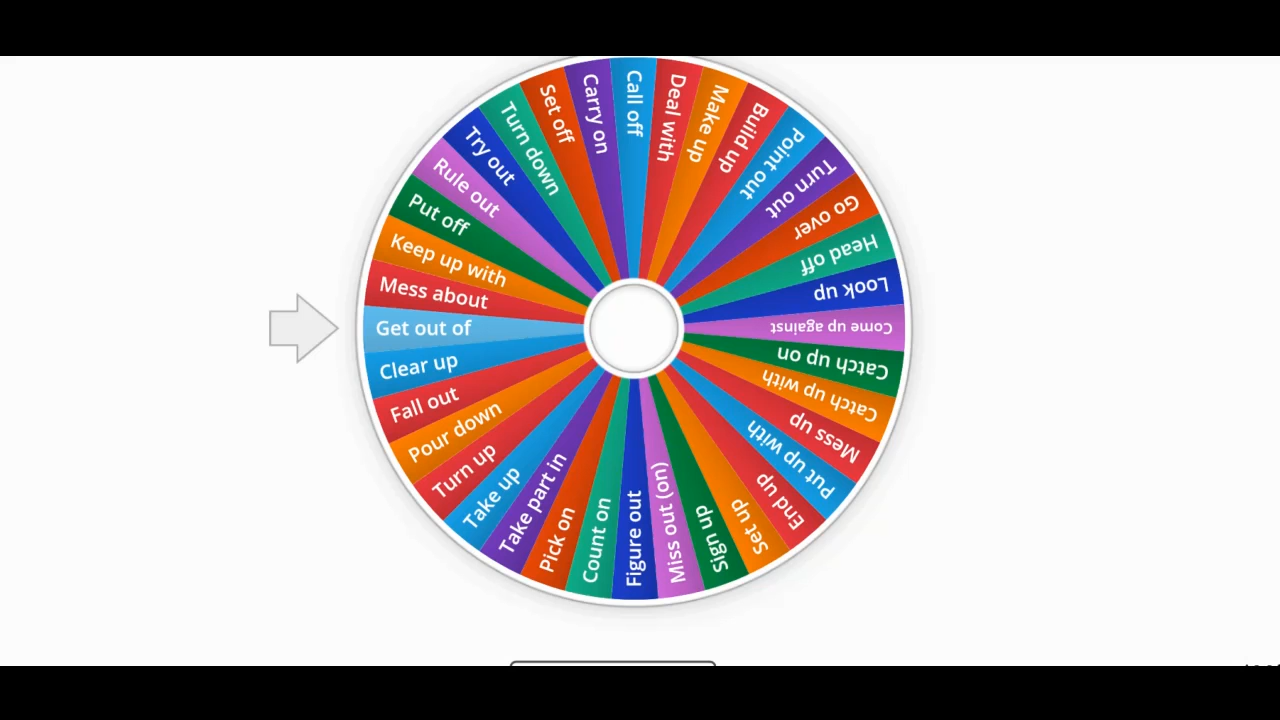 Call off
Deal with
Make up
Build up
Point out
Turn out
Go over
Head off
Look up
Come up against
Catch up on
Catch up with
Mess up
Put up with
End up
Set up
Sign up
Miss out (on)
Figure out
Count on
Pick on
Take part in
Take up
Turn up
Pour down
Fall out
Clear up
Get out of
Mess about
Keep up with
Put off
Rule out
Try out
Turn down
Set off
Carry on